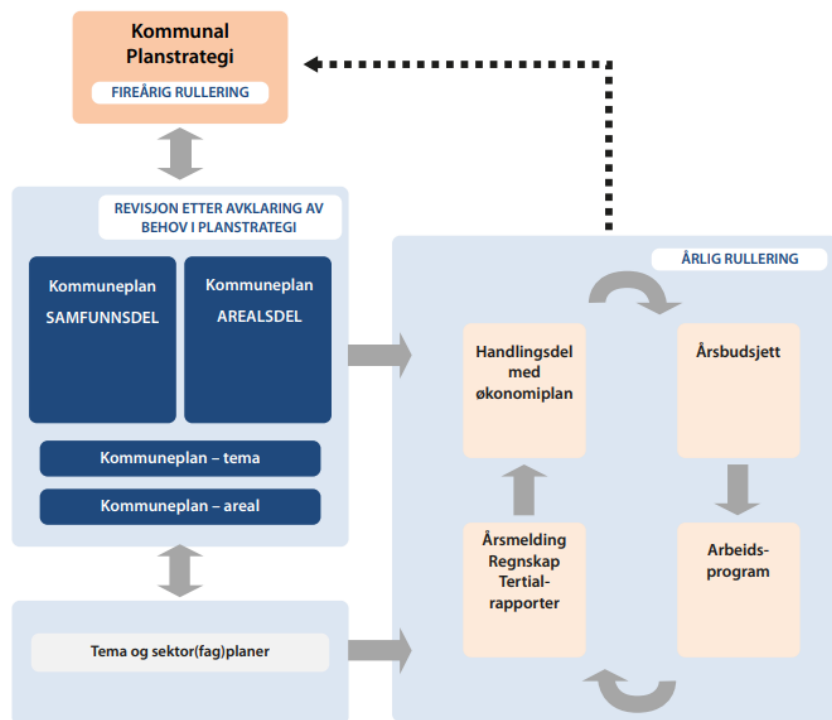 Kommunal
Planstrategi
FIREÅRIG RULLERING
REVISJON ETTER AVKLARING AV
BEHOV I PLANSTRATEGI
Kommuneplan
SAMFUNNSDEL
Kommuneplan
AREALSDEL
Kommuneplan – tema
Kommuneplan – areal
Tema og sektor(fag)planer
ÅRLIG RULLERING
Handlingsdel
med
økonomiplan
Årsbudsjett
Årsmelding
Regnskap
Tertial-
rapporter
Arbeids-
program